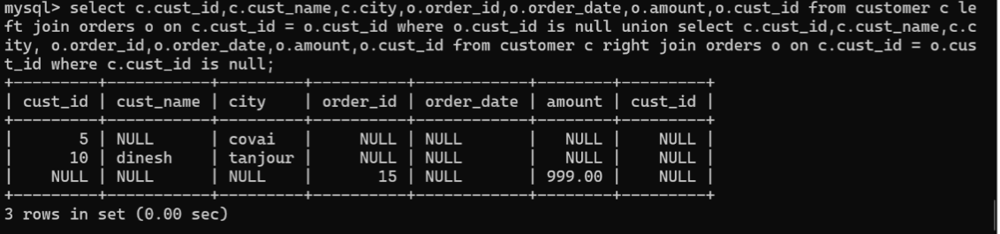 mysql> select c.cust_id,c.cust_name,c.city,o.order_id,o.order_date,o.amount,o.cust_id from customer c le
ft join orders o on c.cust_id = o.cust_id where o.cust_id is null union select c.cust_id,c.cust_name,c.c
ity, o.order_id,o.order_date,o.amount,o.cust_id from customer c right join orders o on c.cust_id = o.cus
t_id where c.cust_id is null;
+---------+-----------+---------+----------+------------+--------+---------+
| cust_id | cust_name | city    | order_id | order_date | amount | cust_id |
+---------+-----------+---------+----------+------------+--------+---------+
|       5 | NULL      | covai   |     NULL | NULL       |   NULL |    NULL |
|      10 | dinesh    | tanjour |     NULL | NULL       |   NULL |    NULL |
|    NULL | NULL      | NULL    |       15 | NULL       | 999.00 |    NULL |
+---------+-----------+---------+----------+------------+--------+---------+
3 rows in set (0.00 sec)